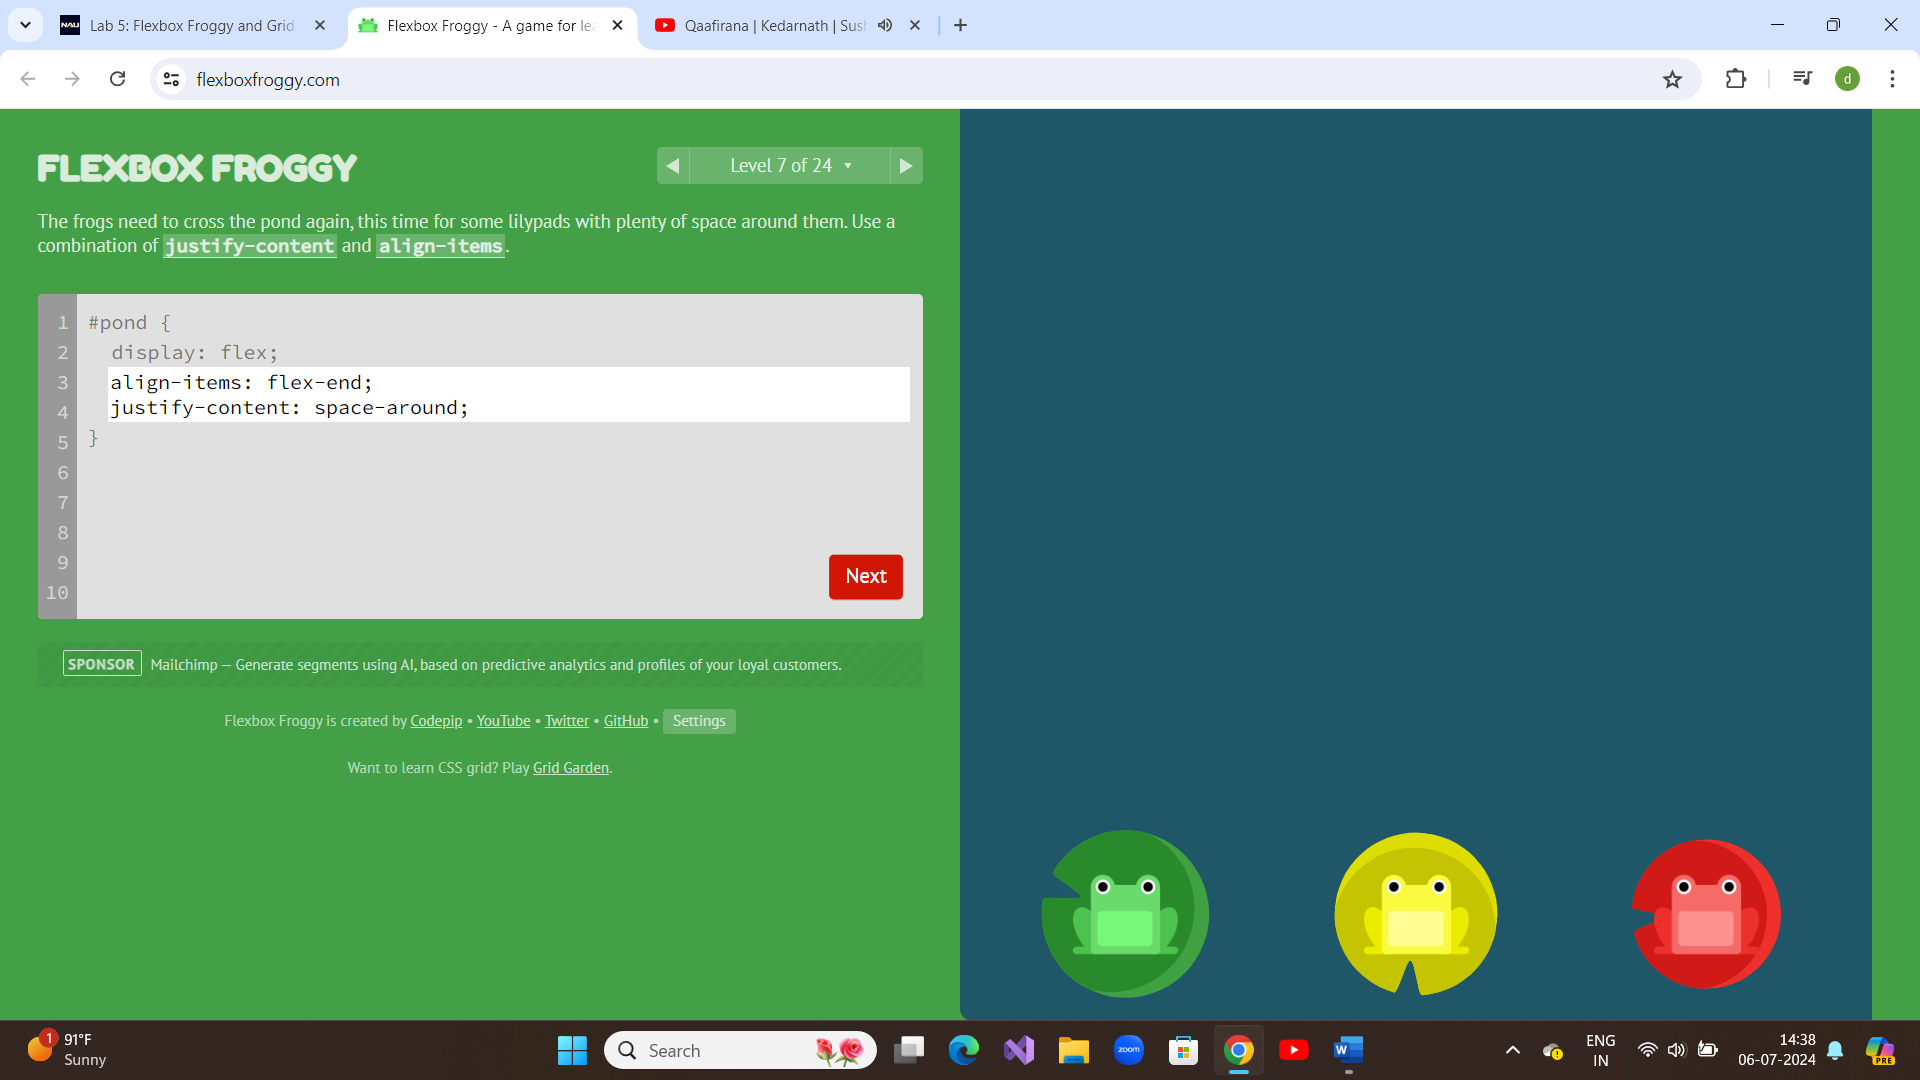 NAU Lab 5: Flexbox Froggy and Grid
Flexbox Froggy - A game for lea
Qaafirana | Kedarnath | Sush
flexboxfroggy.com
d
FLEXBOX FROGGY
Level 7 of 24
The frogs need to cross the pond again, this time for some lilypads with plenty of space around them. Use a
combination of justify-content and align-items.
1 #pond {
2 display: flex;
3 align-items: flex-end;
4 justify-content: space-around;
5 }
6
7
8
9
10
Next
SPONSOR Mailchimp — Generate segments using AI, based on predictive analytics and profiles of your loyal customers.
Flexbox Froggy is created by Codepip • YouTube • Twitter • GitHub • Settings
Want to learn CSS grid? Play Grid Garden.
1
91°F
Sunny
Search
zoom
W
ENG
IN
14:38
06-07-2024
PRE